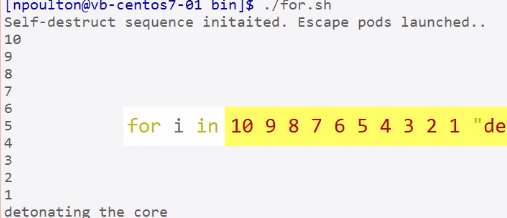 [npoulton@vb-centos7-01 bin]$ ./for.sh
Self-destruct sequence initaited. Escape pods launched..
10
9
8
7
6
5
for i in 10 9 8 7 6 5 4 3 2 1 "de
4
3
2
1
detonating the core